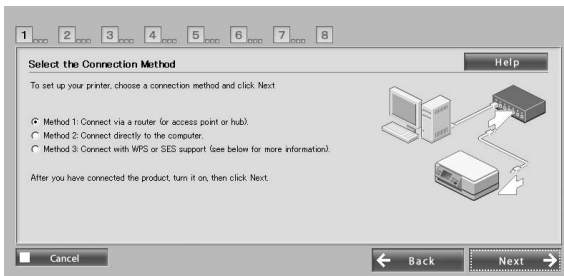 1 2 3 4 5 6 7 8
Select the Connection Method
Help
To set up your printer, choose a connection method and click Next
Method 1: Connect via a router (or access point or hub).
Method 2: Connect directly to the computer.
Method 3: Connect with WPS or SES support (see below for more information).
After you have connected the product, turn it on, then click Next.
Cancel
Back
Next